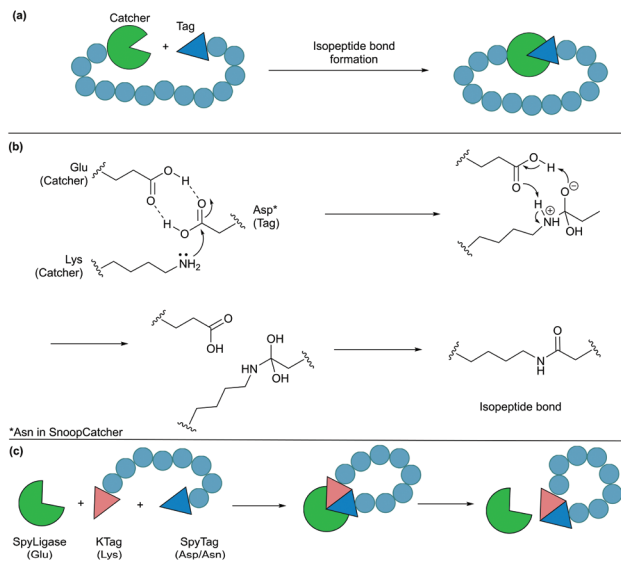 (a)
Catcher
Tag
+
Isopeptide bond
formation
(b)
Glu
(Catcher)
O
H
O
O
H
HO
Asp*
(Tag)
Lys
(Catcher)
NH2
O
H
O
O
⊖
H
⊕
NH
OH
O
OH
OH
H
N
OH
O
N
H
Isopeptide bond
*Asn in SnoopCatcher
(c)
+
+
SpyLigase
(Glu)
KTag
(Lys)
SpyTag
(Asp/Asn)